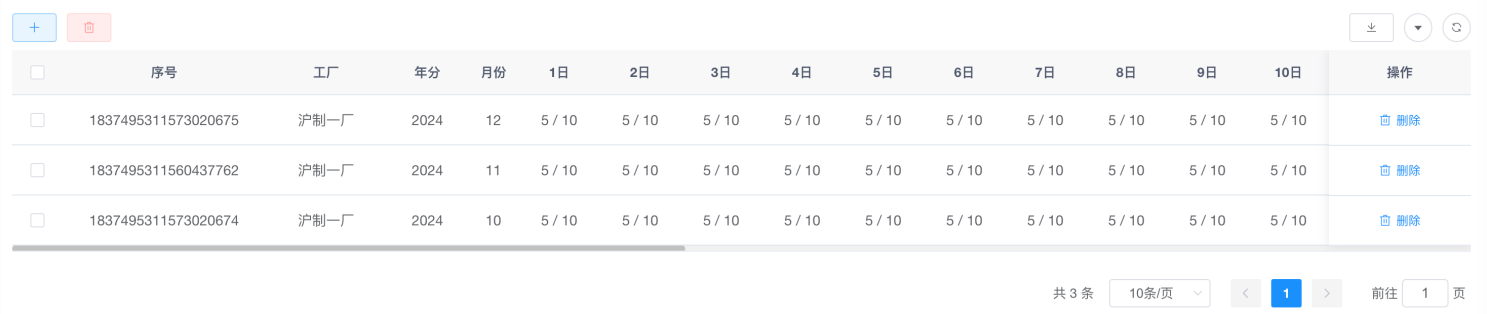 序号 工厂 年分 月份 1日 2日 3日 4日 5日 6日 7日 8日 9日 10日 操作
1837495311573020675 沪制一厂 2024 12 5 / 10 5 / 10 5 / 10 5 / 10 5 / 10 5 / 10 5 / 10 5 / 10 5 / 10 5 / 10 删除
1837495311560437762 沪制一厂 2024 11 5 / 10 5 / 10 5 / 10 5 / 10 5 / 10 5 / 10 5 / 10 5 / 10 5 / 10 5 / 10 删除
1837495311573020674 沪制一厂 2024 10 5 / 10 5 / 10 5 / 10 5 / 10 5 / 10 5 / 10 5 / 10 5 / 10 5 / 10 5 / 10 删除
共 3 条 10条/页 1 前往 1 页